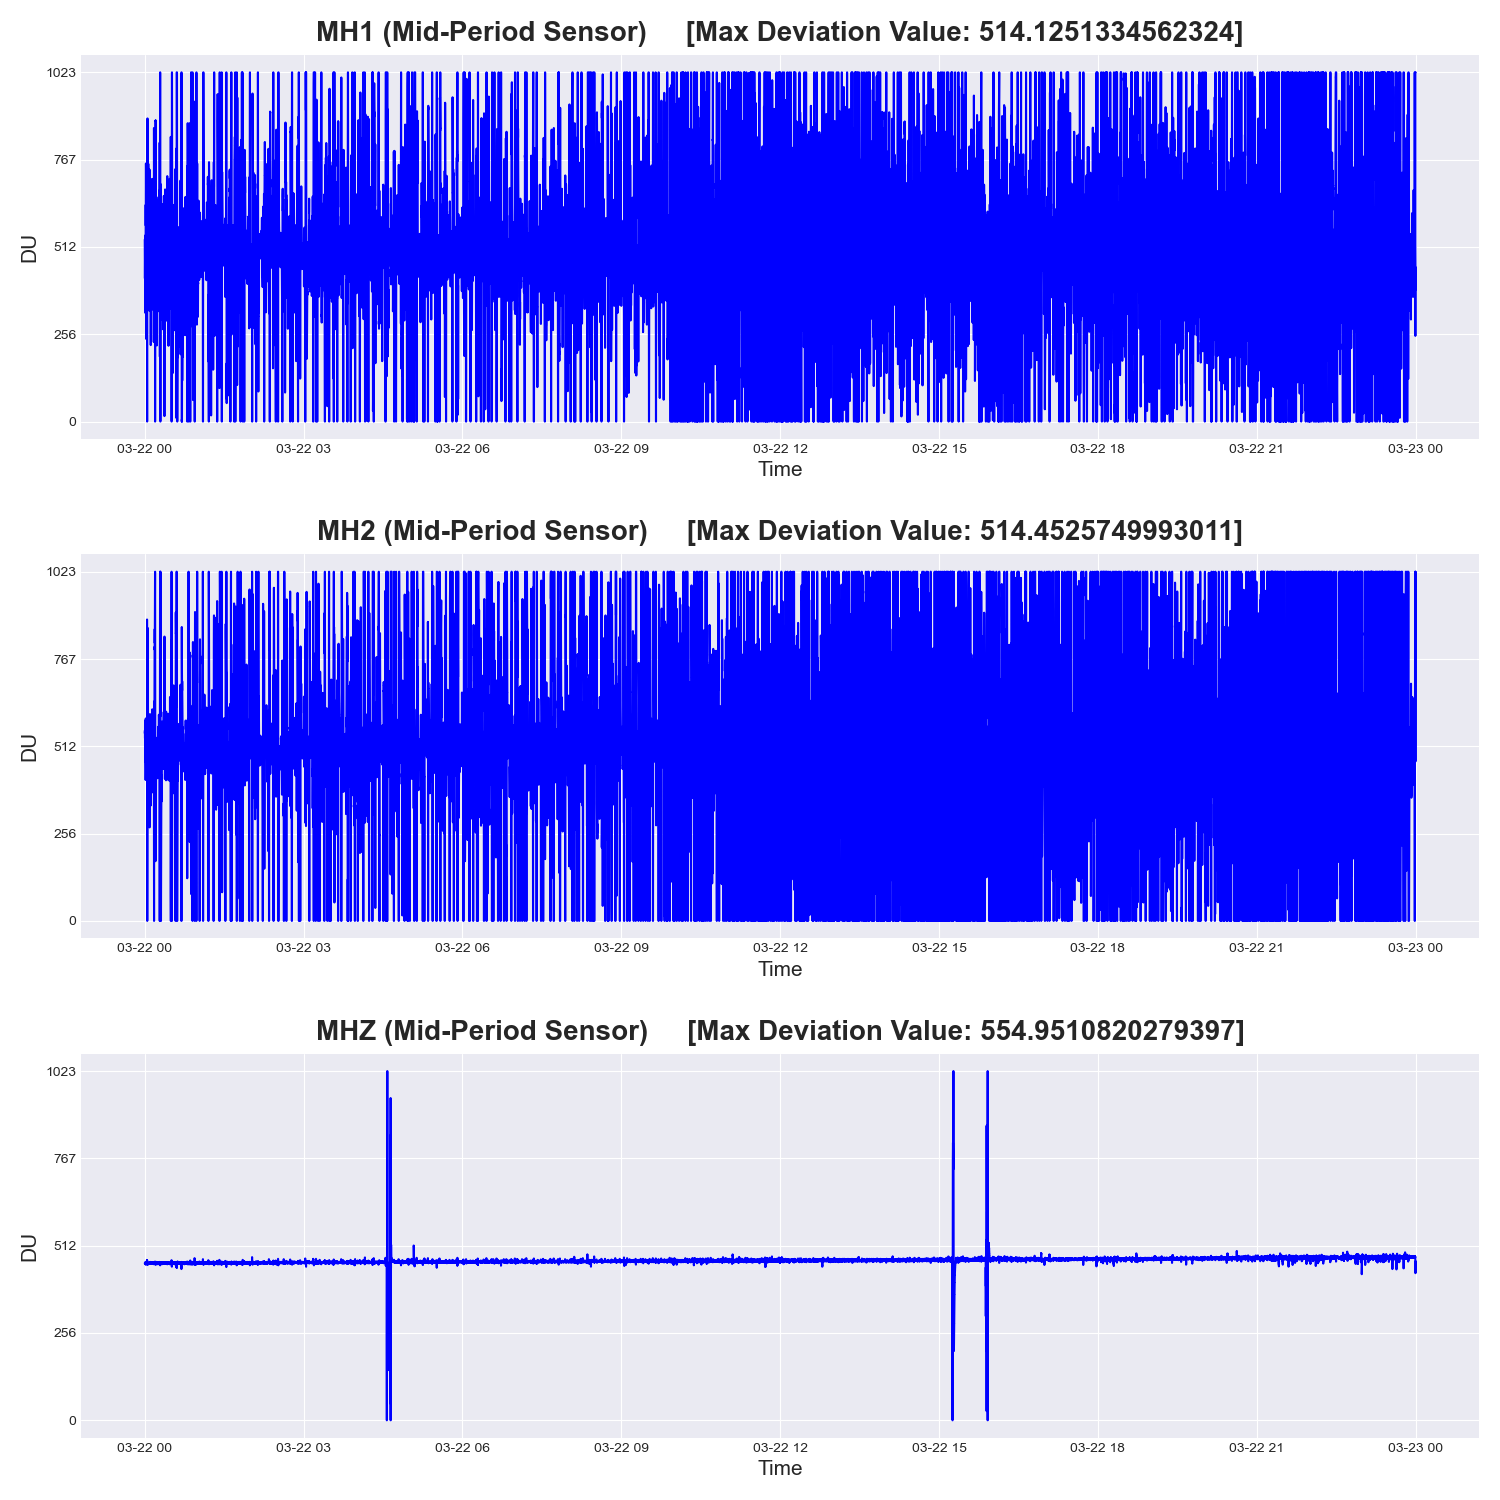 MH1 (Mid-Period Sensor)     [Max Deviation Value: 514.1251334562324]
1023
767
512
256
0
DU
03-22 00 03-22 03 03-22 06 03-22 09 03-22 12 03-22 15 03-22 18 03-22 21 03-23 00
Time
MH2 (Mid-Period Sensor)     [Max Deviation Value: 514.4525749993011]
1023
767
512
256
0
DU
03-22 00 03-22 03 03-22 06 03-22 09 03-22 12 03-22 15 03-22 18 03-22 21 03-23 00
Time
MHZ (Mid-Period Sensor)     [Max Deviation Value: 554.9510820279397]
1023
767
512
256
0
DU
03-22 00 03-22 03 03-22 06 03-22 09 03-22 12 03-22 15 03-22 18 03-22 21 03-23 00
Time